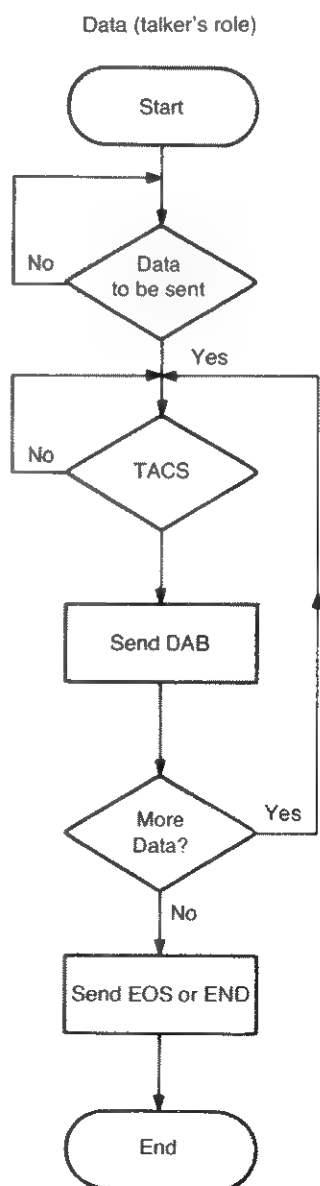 Data (talker's role)
Start
No
Data
to be sent
Yes
No
TACS
Send DAB
More
Data?
Yes
No
Send EOS or END
End